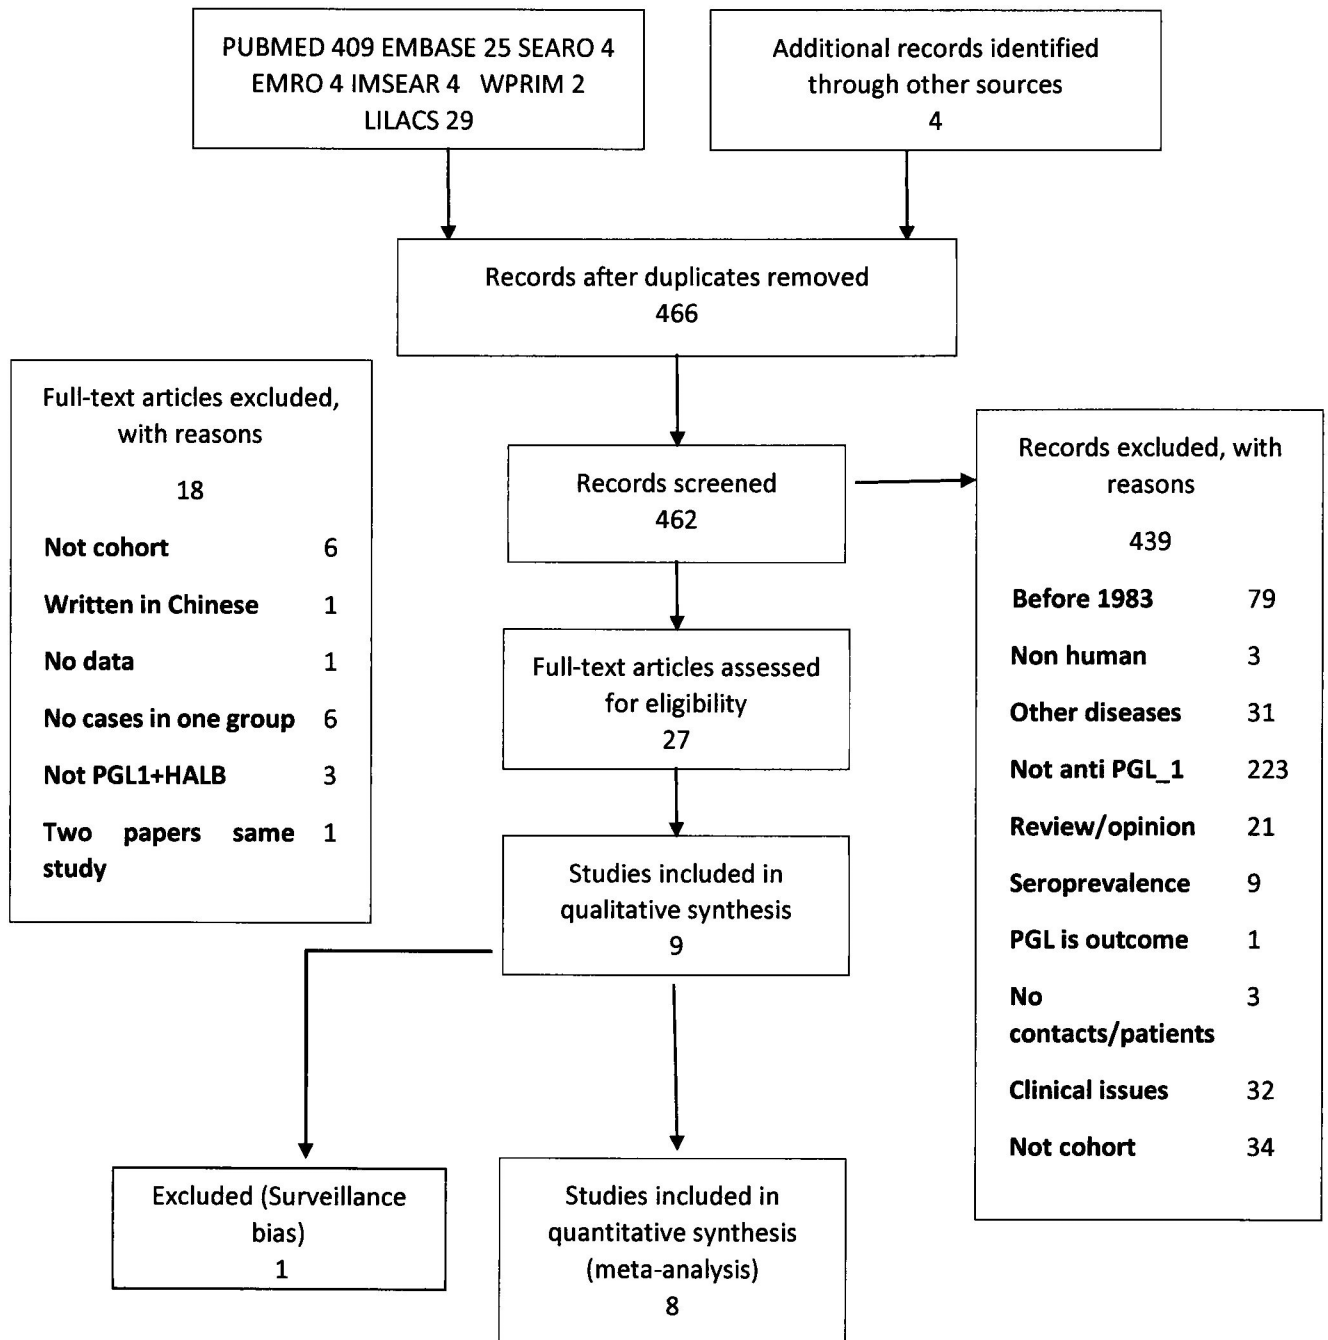 PUBMED 409 EMBASE 25 SEARO 4
EMRO 4 IMSEAR 4 WPRIM 2
LILACS 29
Additional records identified
through other sources
4
Records after duplicates removed
466
Full-text articles excluded,
with reasons
18
Not cohort 6
Written in Chinese 1
No data 1
No cases in one group 6
Not PGL1+HALB 3
Two papers same 1
study
Records screened
462
Records excluded, with
reasons
439
Before 1983 79
Non human 3
Other diseases 31
Not anti PGL_1 223
Review/opinion 21
Seroprevalence 9
PGL is outcome 1
No 3
contacts/patients
Clinical issues 32
Not cohort 34
Full-text articles assessed
for eligibility
27
Studies included in
qualitative synthesis
9
Excluded (Surveillance
bias)
1
Studies included in
quantitative synthesis
(meta-analysis)
8